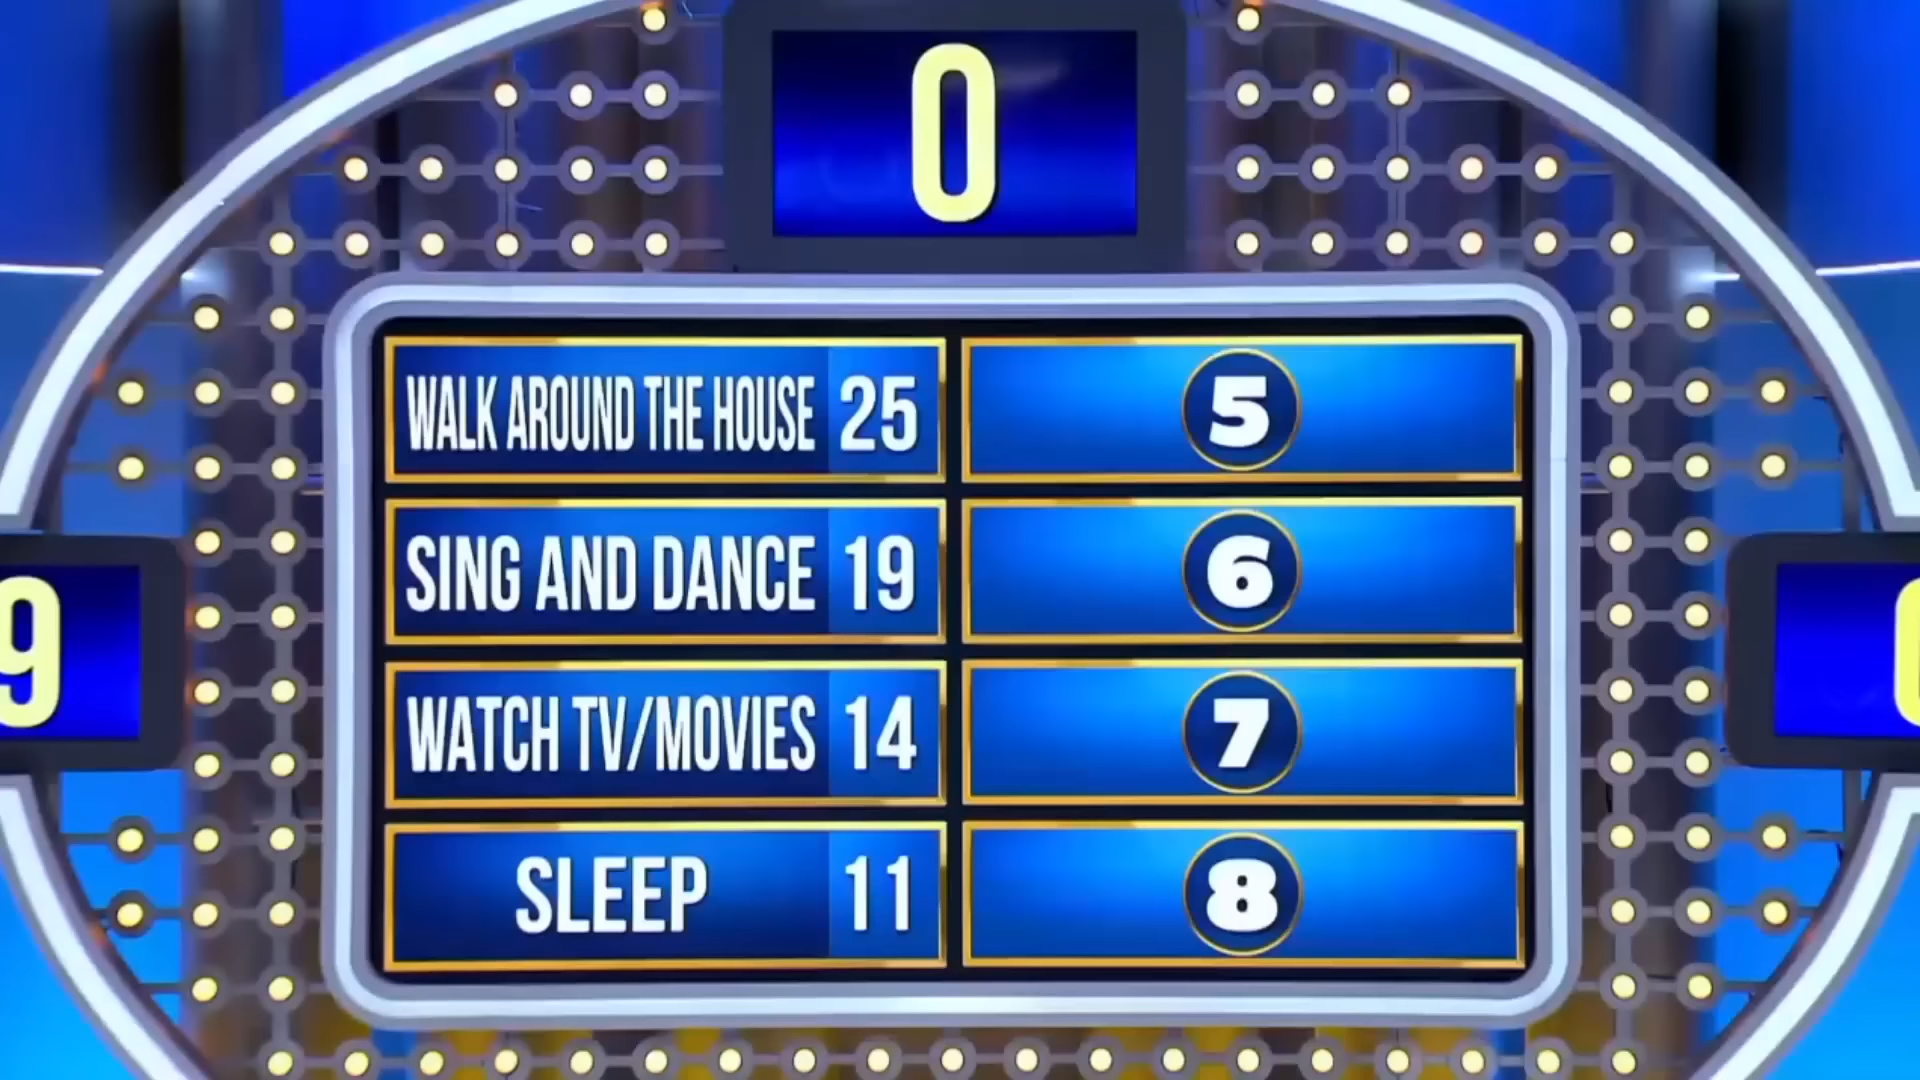 0
WALK AROUND THE HOUSE 25
5
SING AND DANCE 19
6
9
WATCH TV/MOVIES 14
7
SLEEP 11
8